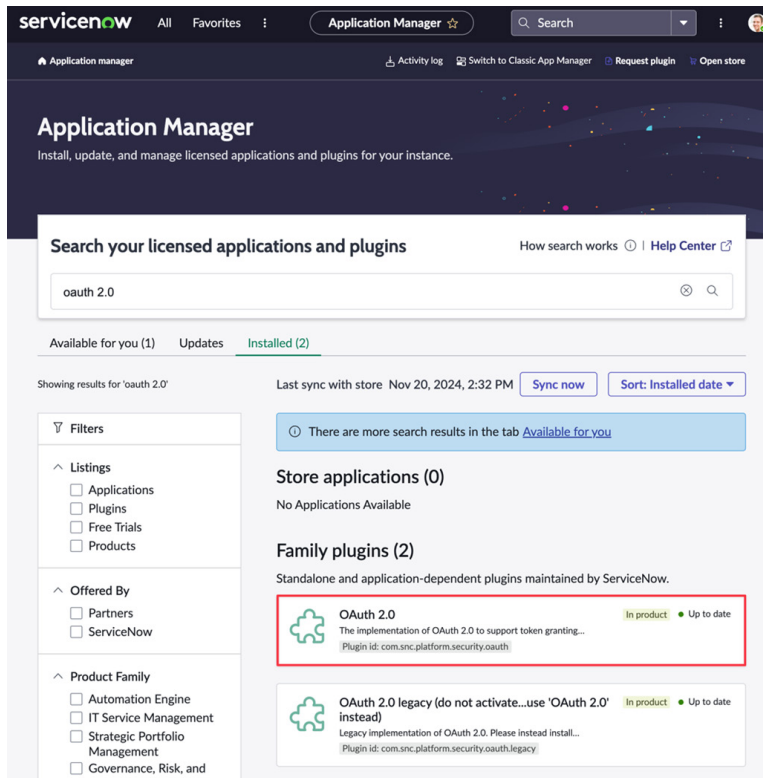 servicenow
All
Favorites
Application Manager
Search
Application manager
Activity log
Switch to Classic App Manager
Request plugin
Open store
Application Manager
Install, update, and manage licensed applications and plugins for your instance.
Search your licensed applications and plugins
How search works
Help Center
oauth 2.0
Available for you (1)
Updates
Installed (2)
Showing results for 'oauth 2.0'
Last sync with store Nov 20, 2024, 2:32 PM
Sync now
Sort: Installed date
Filters
Listings
Applications
Plugins
Free Trials
Products
Offered By
Partners
ServiceNow
Product Family
Automation Engine
IT Service Management
Strategic Portfolio
Management
Governance, Risk, and
There are more search results in the tab Available for you
Store applications (0)
No Applications Available
Family plugins (2)
Standalone and application-dependent plugins maintained by ServiceNow.
OAuth 2.0
In product
Up to date
The implementation of OAuth 2.0 to support token granting...
Plugin id: com.snc.platform.security.oauth
OAuth 2.0 legacy (do not activate...use 'OAuth 2.0'
instead)
In product
Up to date
Legacy implementation of OAuth 2.0. Please instead install...
Plugin id: com.snc.platform.security.oauth.legacy